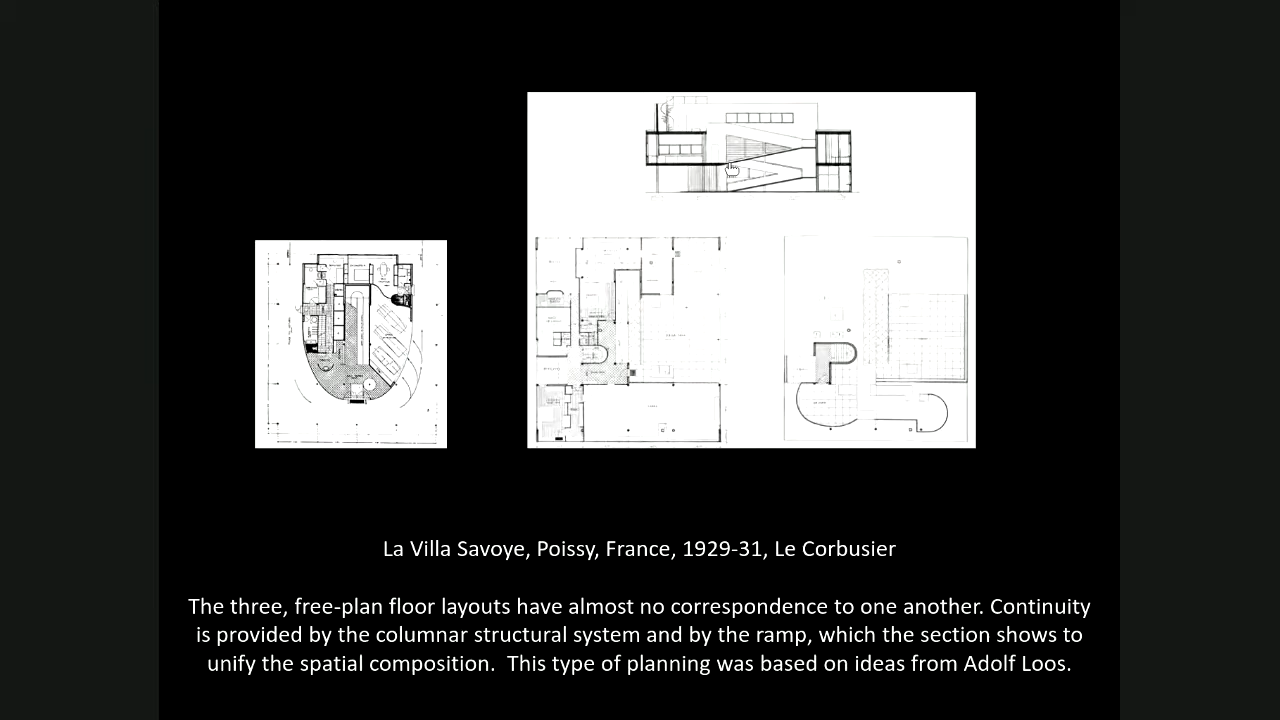 La Villa Savoye, Poissy, France, 1929-31, Le Corbusier
The three, free-plan floor layouts have almost no correspondence to one another. Continuity
is provided by the columnar structural system and by the ramp, which the section shows to
unify the spatial composition.  This type of planning was based on ideas from Adolf Loos.